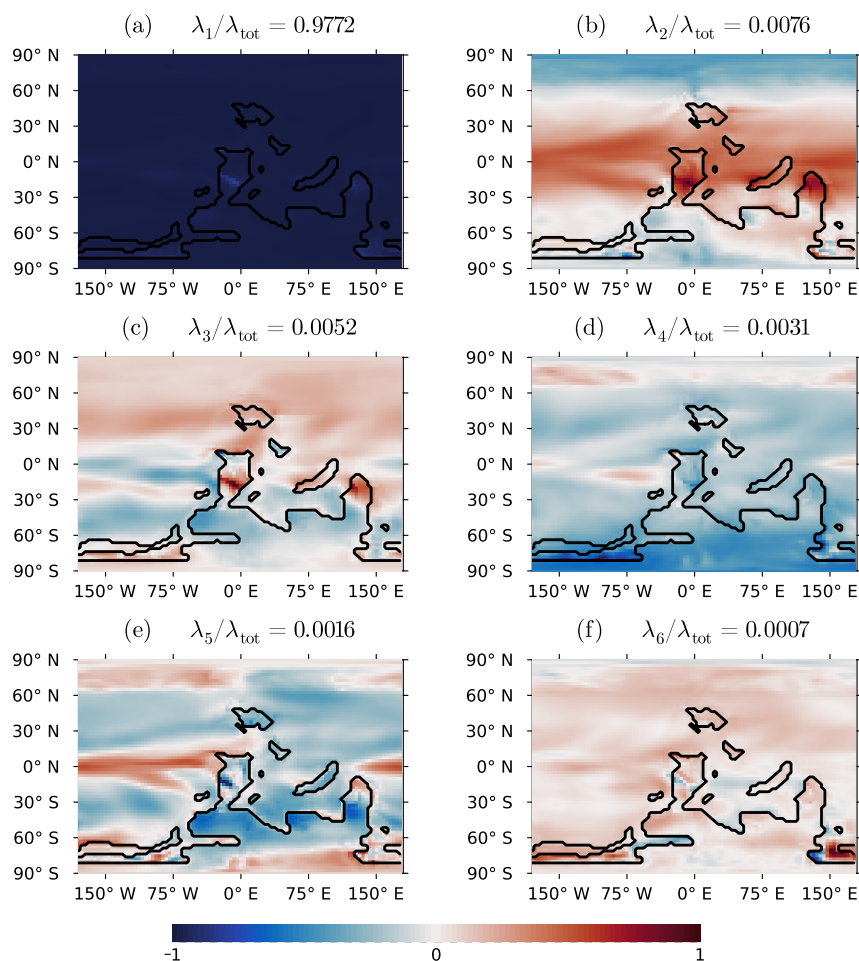 (a) λ₁/λₜₒₜ = 0.9772 (b) λ₂/λₜₒₜ = 0.0076
90° N 90° N
60° N 60° N
30° N 30° N
0° N 0° N
30° S 30° S
60° S 60° S
90° S 90° S
150° W 75° W 0° E 75° E 150° E 150° W 75° W 0° E 75° E 150° E
(c) λ₃/λₜₒₜ = 0.0052 (d) λ₄/λₜₒₜ = 0.0031
90° N 90° N
60° N 60° N
30° N 30° N
0° N 0° N
30° S 30° S
60° S 60° S
90° S 90° S
150° W 75° W 0° E 75° E 150° E 150° W 75° W 0° E 75° E 150° E
(e) λ₅/λₜₒₜ = 0.0016 (f) λ₆/λₜₒₜ = 0.0007
90° N 90° N
60° N 60° N
30° N 30° N
0° N 0° N
30° S 30° S
60° S 60° S
90° S 90° S
150° W 75° W 0° E 75° E 150° E 150° W 75° W 0° E 75° E 150° E
-1 0 1